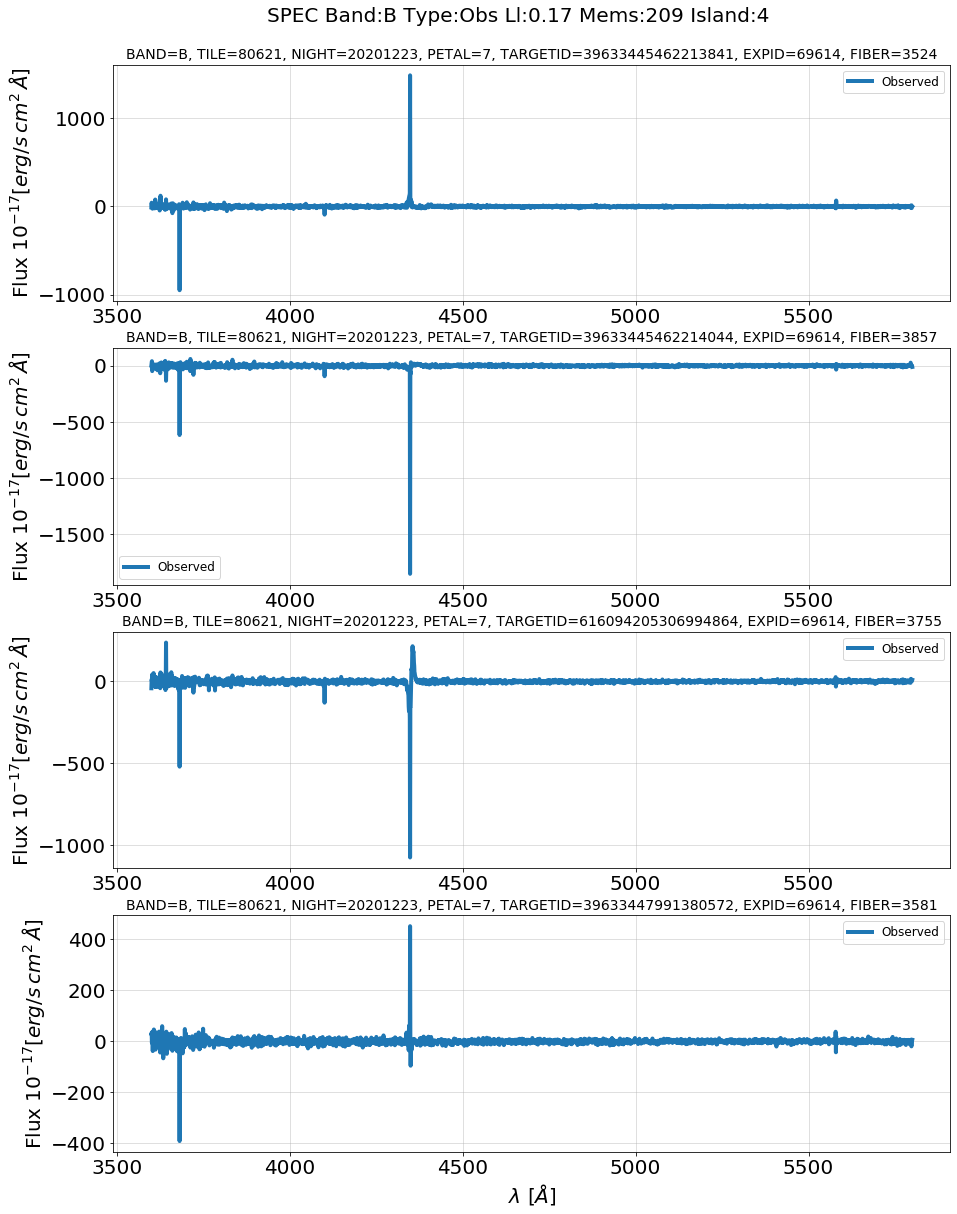 SPEC Band:B Type:Obs Ll:0.17 Mems:209 Island:4
BAND=B, TILE=80621, NIGHT=20201223, PETAL=7, TARGETID=39633445462213841, EXPID=69614, FIBER=3524
Flux 10^{-17}[erg/s cm^2 Å]
1000
0
−1000
Observed
3500 4000 4500 5000 5500
BAND=B, TILE=80621, NIGHT=20201223, PETAL=7, TARGETID=39633445462214044, EXPID=69614, FIBER=3857
Flux 10^{-17}[erg/s cm^2 Å]
0
−500
−1000
−1500
Observed
3500 4000 4500 5000 5500
BAND=B, TILE=80621, NIGHT=20201223, PETAL=7, TARGETID=616094205306994864, EXPID=69614, FIBER=3755
Flux 10^{-17}[erg/s cm^2 Å]
0
−500
−1000
Observed
3500 4000 4500 5000 5500
BAND=B, TILE=80621, NIGHT=20201223, PETAL=7, TARGETID=39633447991380572, EXPID=69614, FIBER=3581
Flux 10^{-17}[erg/s cm^2 Å]
400
200
0
−200
−400
Observed
3500 4000 4500 5000 5500
λ [Å]